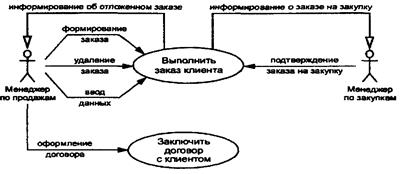 информирование об отложенном заказе
информирование о заказе на закупку
формирование
заказа
удаление
заказа
ввод
данных
Выполнить
заказ клиента
подтверждение
заказа на закупку
Менеджер
по продажам
Менеджер
по закупкам
оформление
договора
Заключить
договор
с клиентом